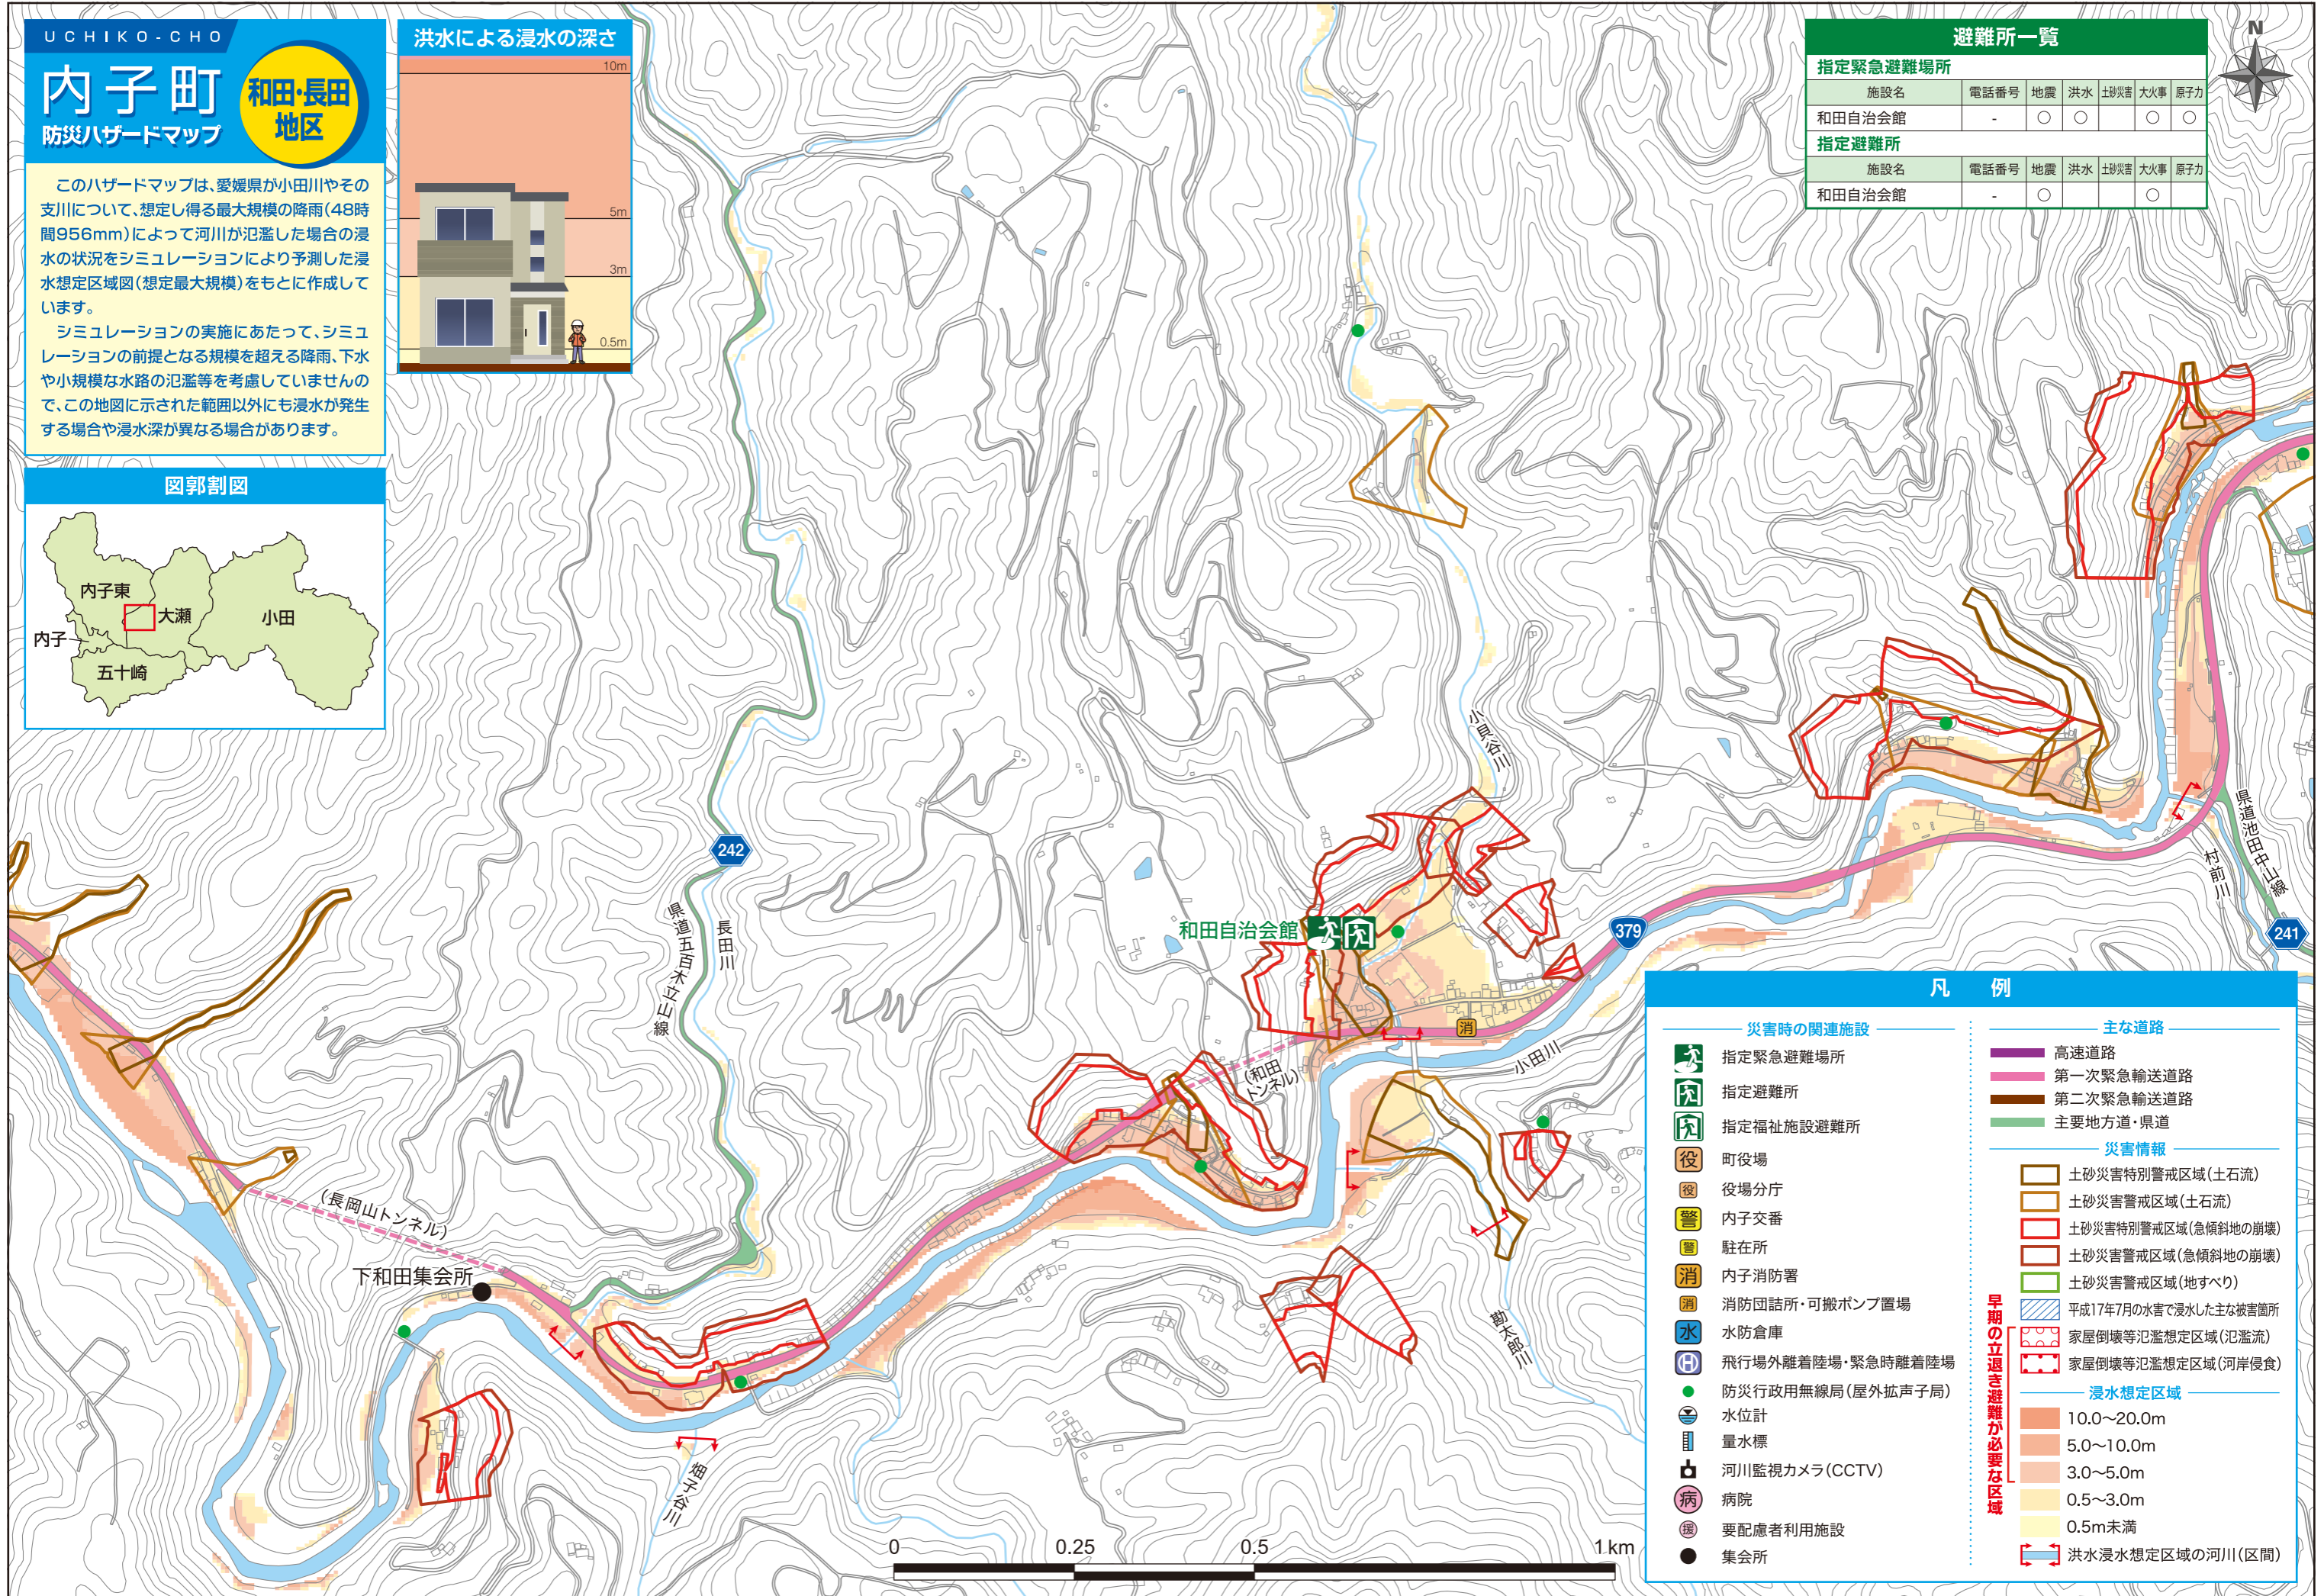 UCHIKO-CHO
内子町
防災ハザードマップ
和田・長田
地区
このハザードマップは、愛媛県が小田川やその
支川について、想定し得る最大規模の降雨(48時
間956mm)によって河川が氾濫した場合の浸
水の状況をシミュレーションにより予測した浸
水想定区域図(想定最大規模)をもとに作成して
います。
シミュレーションの実施にあたって、シミュ
レーションの前提となる規模を超える降雨、下水
や小規模な水路の氾濫等を考慮していませんの
で、この地図に示された範囲以外にも浸水が発生
する場合や浸水深が異なる場合があります。
図郭割図
内子東
大瀬
小田
内子
五十崎
洪水による浸水の深さ
10m
5m
3m
0.5m
避難所一覧
指定緊急避難場所
施設名 電話番号 地震 洪水 土砂災害 大火事 原子力
和田自治会館 - ○ ○ ○ ○
指定避難所
施設名 電話番号 地震 洪水 土砂災害 大火事 原子力
和田自治会館 - ○ ○
N
小貝谷川
242
県道五百木立山線
長田川
和田自治会館
379
消
(和田
トンネル)
小田川
県道池田中山線
村前川
241
(長岡山トンネル)
下和田集会所
勘太郎川
畑子谷川
0 0.25 0.5 1km
凡例
災害時の関連施設
指定緊急避難場所
指定避難所
指定福祉施設避難所
役 町役場
役 役場分庁
警 内子交番
警 駐在所
消 内子消防署
消 消防団詰所・可搬ポンプ置場
水 水防倉庫
H 飛行場外離着陸場・緊急時離着陸場
防災行政用無線局(屋外拡声子局)
水位計
量水標
河川監視カメラ(CCTV)
病 病院
援 要配慮者利用施設
集会所
主な道路
高速道路
第一次緊急輸送道路
第二次緊急輸送道路
主要地方道・県道
災害情報
土砂災害特別警戒区域(土石流)
土砂災害警戒区域(土石流)
土砂災害特別警戒区域(急傾斜地の崩壊)
土砂災害警戒区域(急傾斜地の崩壊)
土砂災害警戒区域(地すべり)
平成17年7月の水害で浸水した主な被害箇所
家屋倒壊等氾濫想定区域(氾濫流)
家屋倒壊等氾濫想定区域(河岸侵食)
早期の立退き避難が必要な区域
浸水想定区域
10.0〜20.0m
5.0〜10.0m
3.0〜5.0m
0.5〜3.0m
0.5m未満
洪水浸水想定区域の河川(区間)